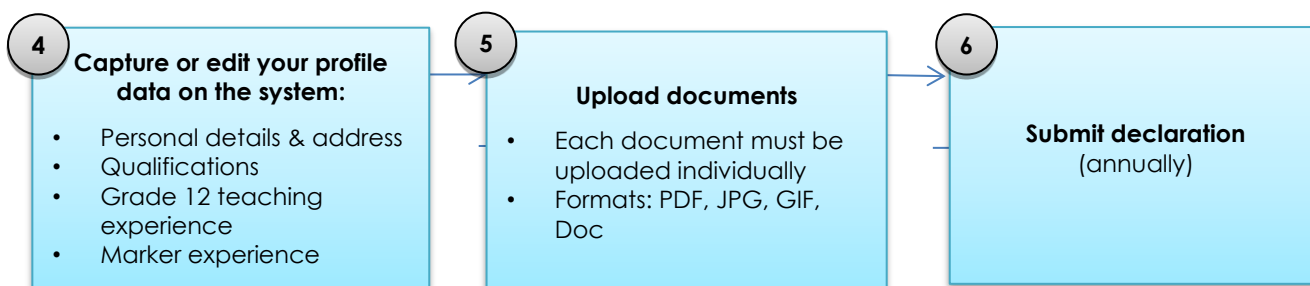 4
Capture or edit your profile
data on the system:
• Personal details & address
• Qualifications
• Grade 12 teaching
experience
• Marker experience
5
Upload documents
• Each document must be
uploaded individually
• Formats: PDF, JPG, GIF,
Doc
6
Submit declaration
(annually)